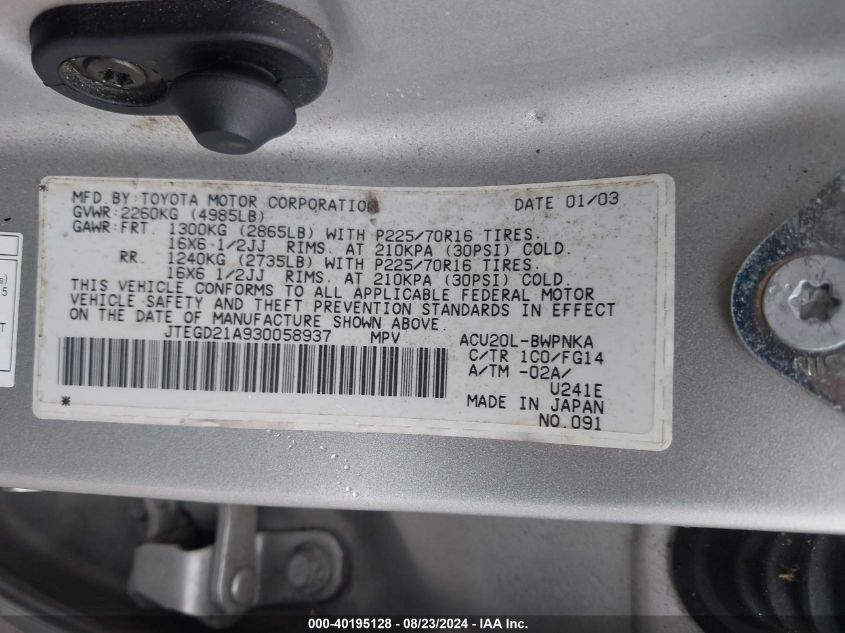 MFD.BY:TOYOTA MOTOR CORPORATION DATE 01/03
GVWR:2260KG (4985LB)
GAWR:FRT. 1300KG (2865LB) WITH P225/70R16 TIRES.
16X6 1/2JJ RIMS. AT 210KPA (30PSI) COLD
RR. 1240KG (2735LB) WITH P225/70R16 TIRES.
16X6 1/2JJ RIMS. AT 210KPA (30PSI) COLD.
THIS VEHICLE CONFORMS TO ALL APPLICABLE FEDERAL MOTOR
VEHICLE SAFETY AND THEFT PREVENTION STANDARDS IN EFFECT
ON THE DATE OF MANUFACTURE SHOWN ABOVE.
JTEGD21A930058937 MPV ACU20L-BWPNKA
C/TR 1C0/FG14
A/TM -02A/
U241E
MADE IN JAPAN
NO.091
* *
s)
5
T
000-40195128 - 08/23/2024 - IAA Inc.